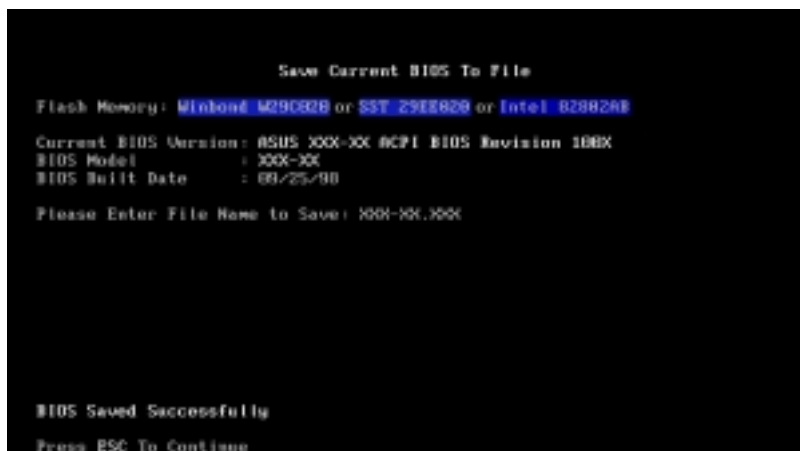 Save Current BIOS To File
Flash Memory: Winbond W29C020 or SST 29EE020 or Intel 82802AB
Current BIOS Version: ASUS XXX-XX ACPI BIOS Revision 100X
BIOS Model : XXX-XX
BIOS Built Date : 09/25/98
Please Enter File Name to Save: XXX-XX.XXX
BIOS Saved Successfully
Press ESC To Continue